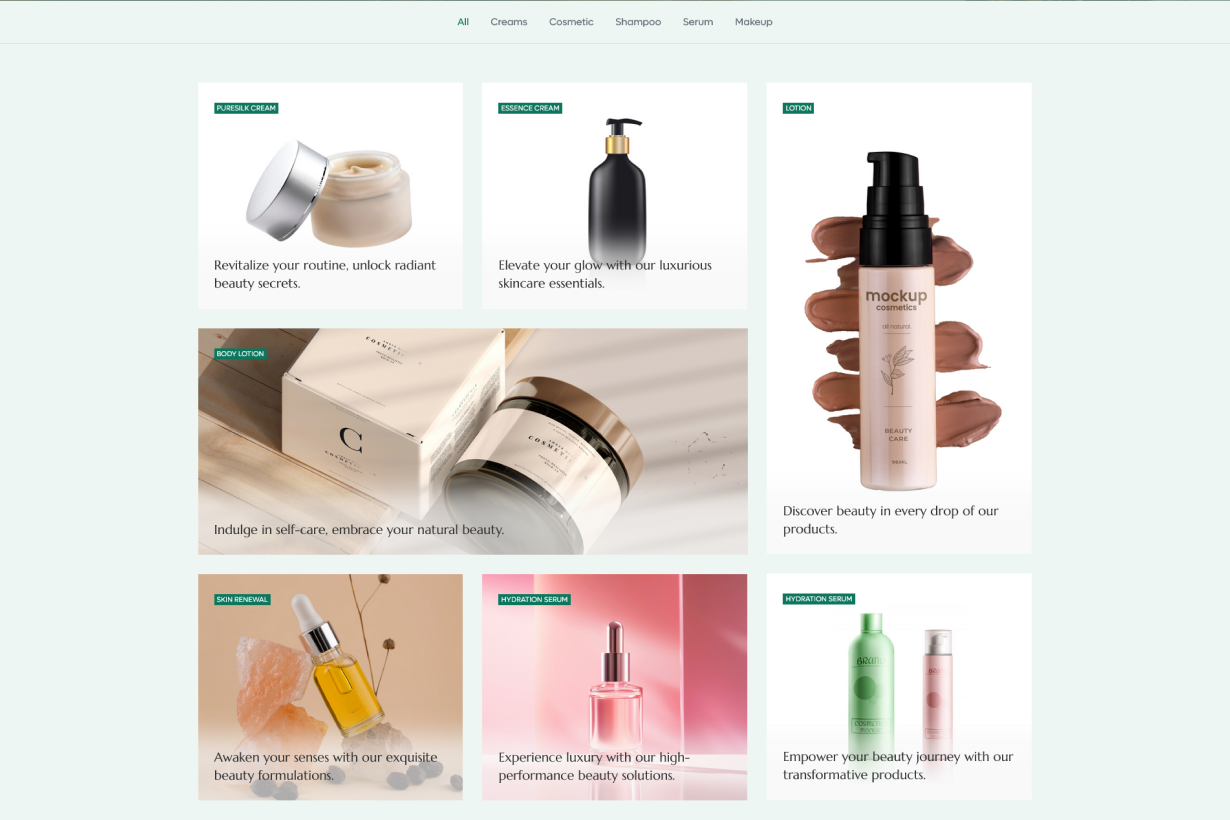 All Creams Cosmetic Shampoo Serum Makeup
PURESILK CREAM
Revitalize your routine, unlock radiant
beauty secrets.
ESSENCE CREAM
Elevate your glow with our luxurious
skincare essentials.
LOTION
mockup
cosmetics
all natural.
BEAUTY
CARE
Discover beauty in every drop of our
products.
BODY LOTION
C
COSMETIC
COSMETIC
Indulge in self-care, embrace your natural beauty.
SKIN RENEWAL
Awaken your senses with our exquisite
beauty formulations.
HYDRATION SERUM
Experience luxury with our high-
performance beauty solutions.
HYDRATION SERUM
BRAND
Empower your beauty journey with our
transformative products.